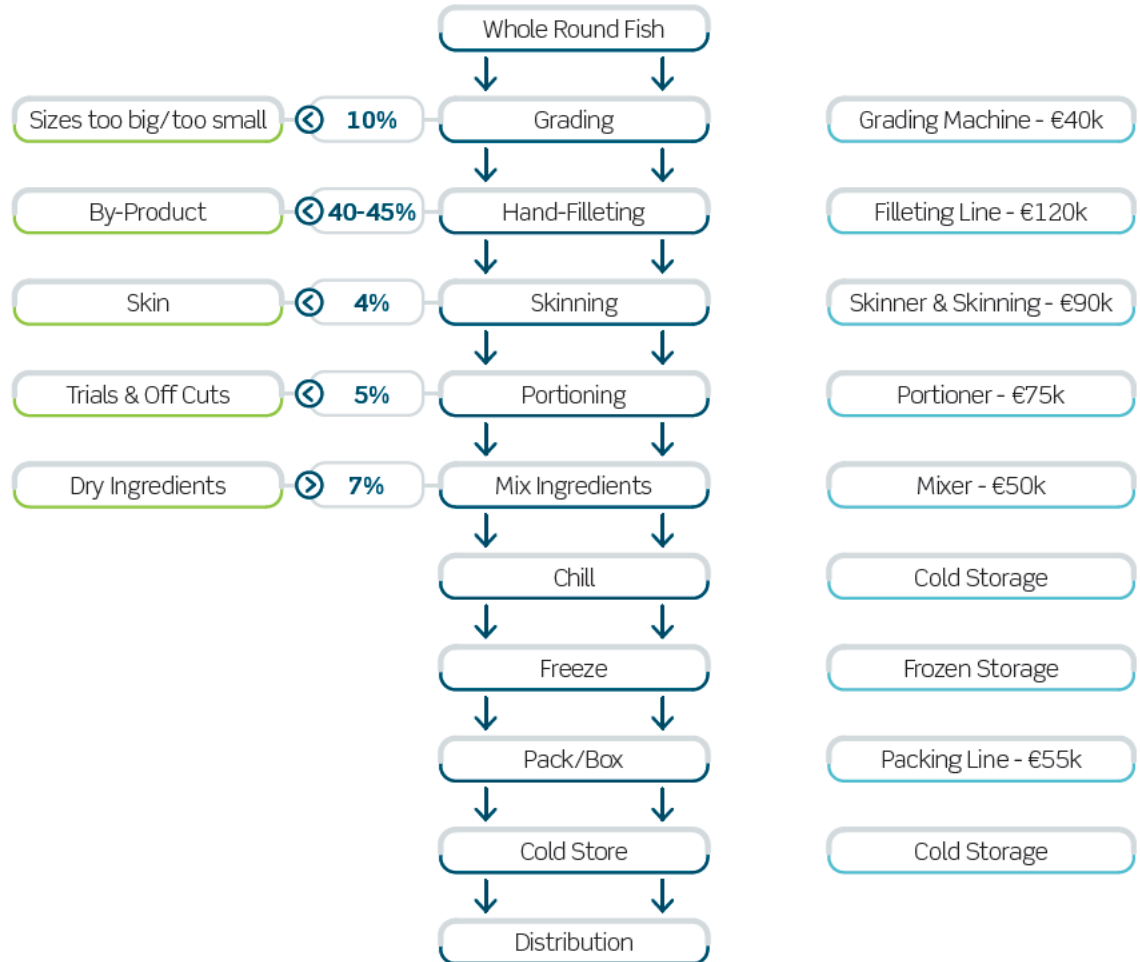 Whole Round Fish
Sizes too big/too small 10% Grading Grading Machine - €40k
By-Product 40-45% Hand-Filleting Filleting Line - €120k
Skin 4% Skinning Skinner & Skinning - €90k
Trials & Off Cuts 5% Portioning Portioner - €75k
Dry Ingredients 7% Mix Ingredients Mixer - €50k
Chill Cold Storage
Freeze Frozen Storage
Pack/Box Packing Line - €55k
Cold Store Cold Storage
Distribution